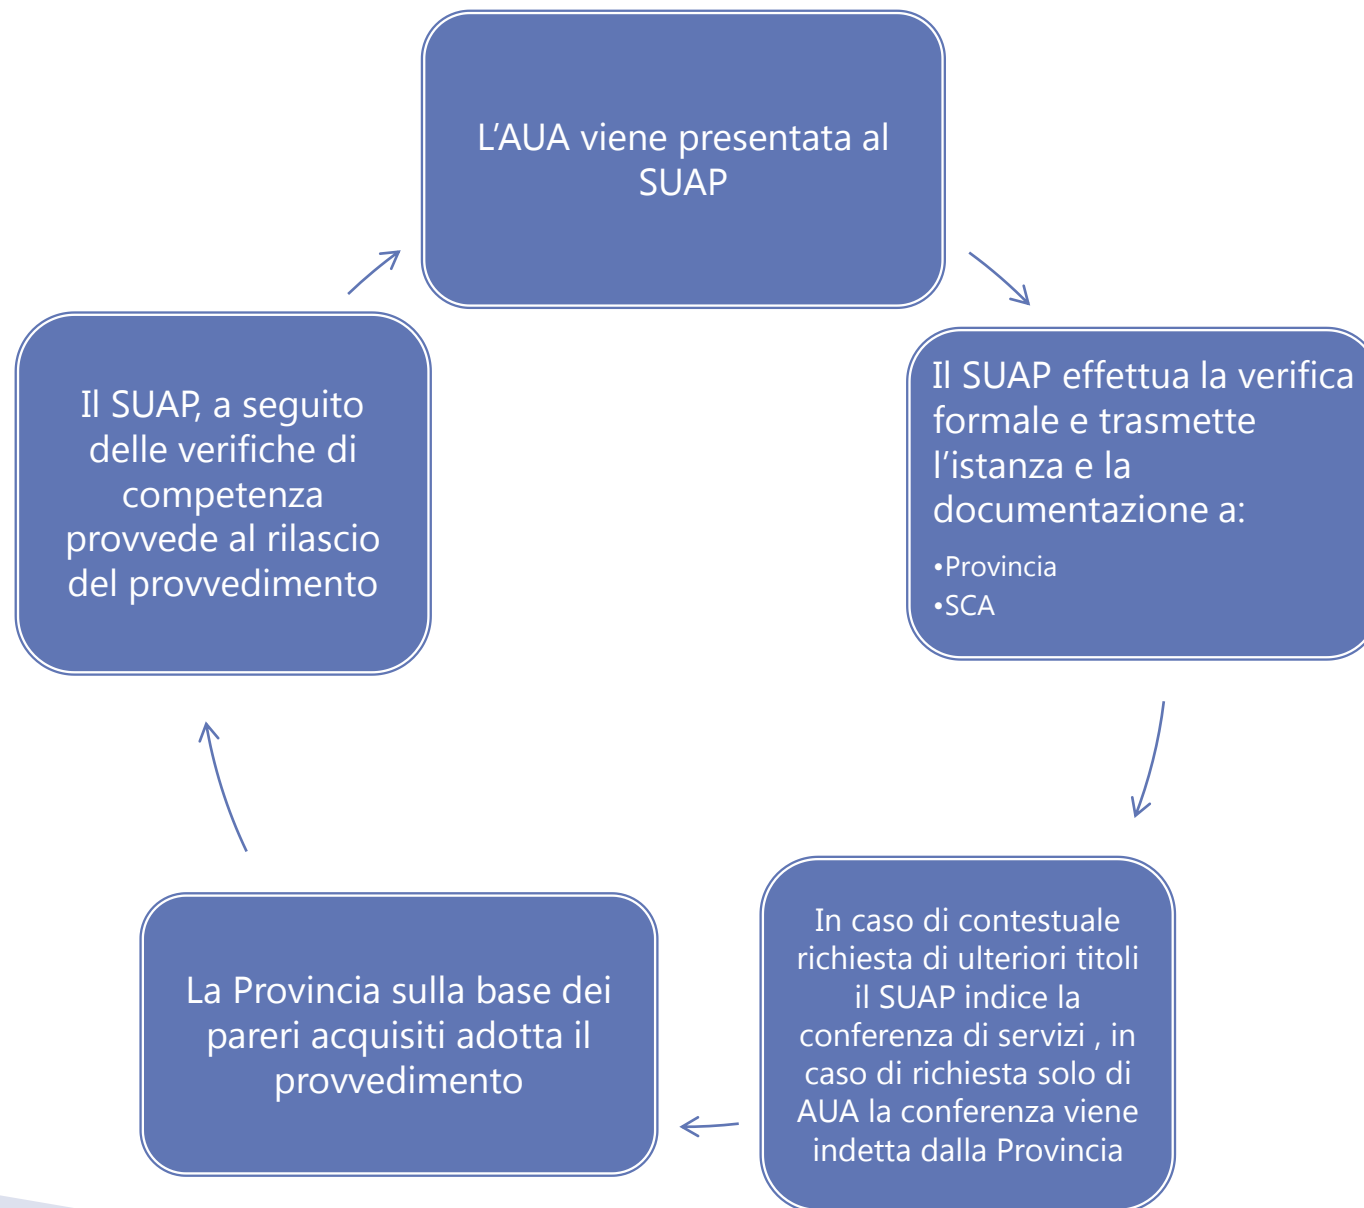 L’AUA viene presentata al
SUAP
Il SUAP effettua la verifica
formale e trasmette
l’istanza e la
documentazione a:
•Provincia
•SCA
In caso di contestuale
richiesta di ulteriori titoli
il SUAP indice la
conferenza di servizi , in
caso di richiesta solo di
AUA la conferenza viene
indetta dalla Provincia
La Provincia sulla base dei
pareri acquisiti adotta il
provvedimento
Il SUAP, a seguito
delle verifiche di
competenza
provvede al rilascio
del provvedimento